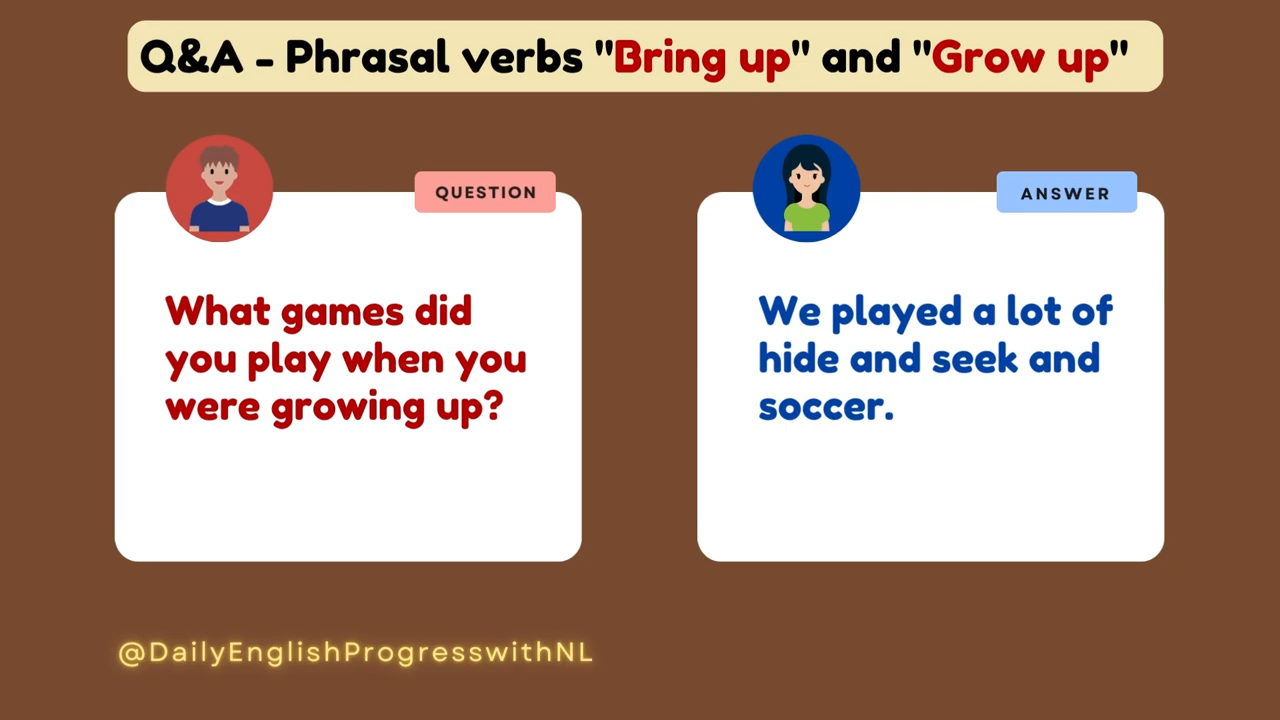 Q&A - Phrasal verbs "Bring up" and "Grow up"
QUESTION
What games did
you play when you
were growing up?
ANSWER
We played a lot of
hide and seek and
soccer.
@DailyEnglishProgresswithNL